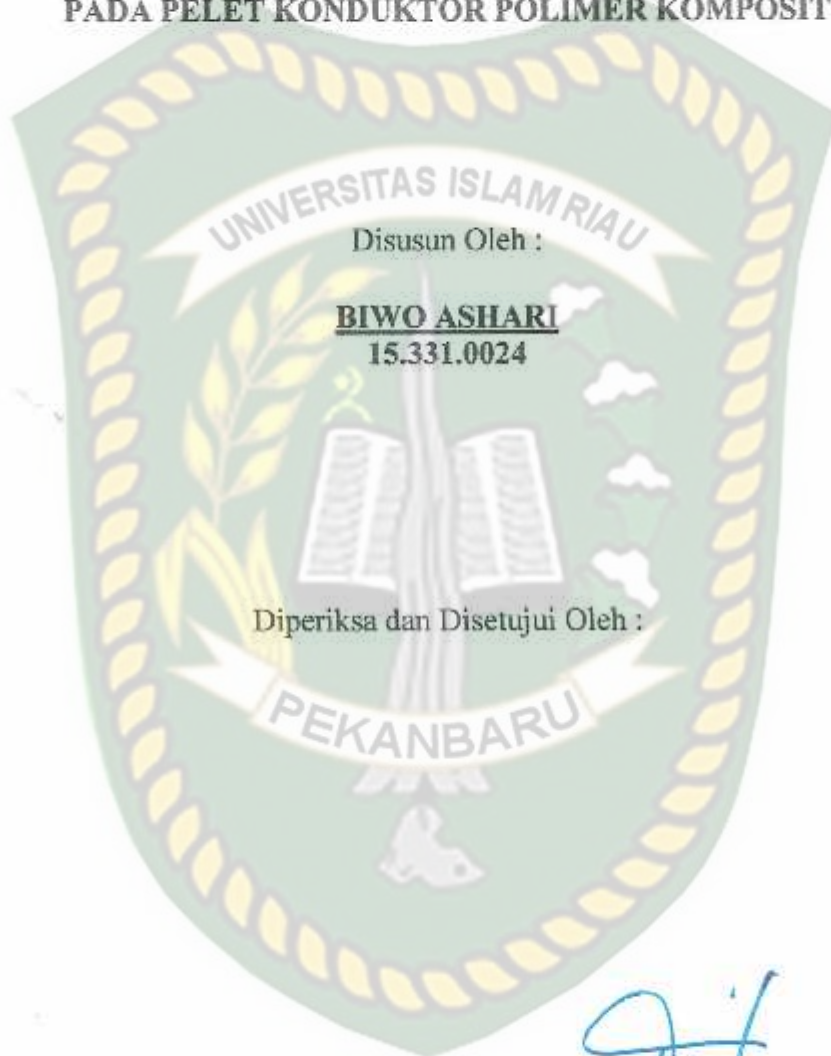 PADA PELET KONDUKTOR POLIMER KOMPOSIT
UNIVERSITAS ISLAM RIAU
Disusun Oleh :
BIWO ASHARI
15.331.0024
Diperiksa dan Disetujui Oleh :
PEKANBARU